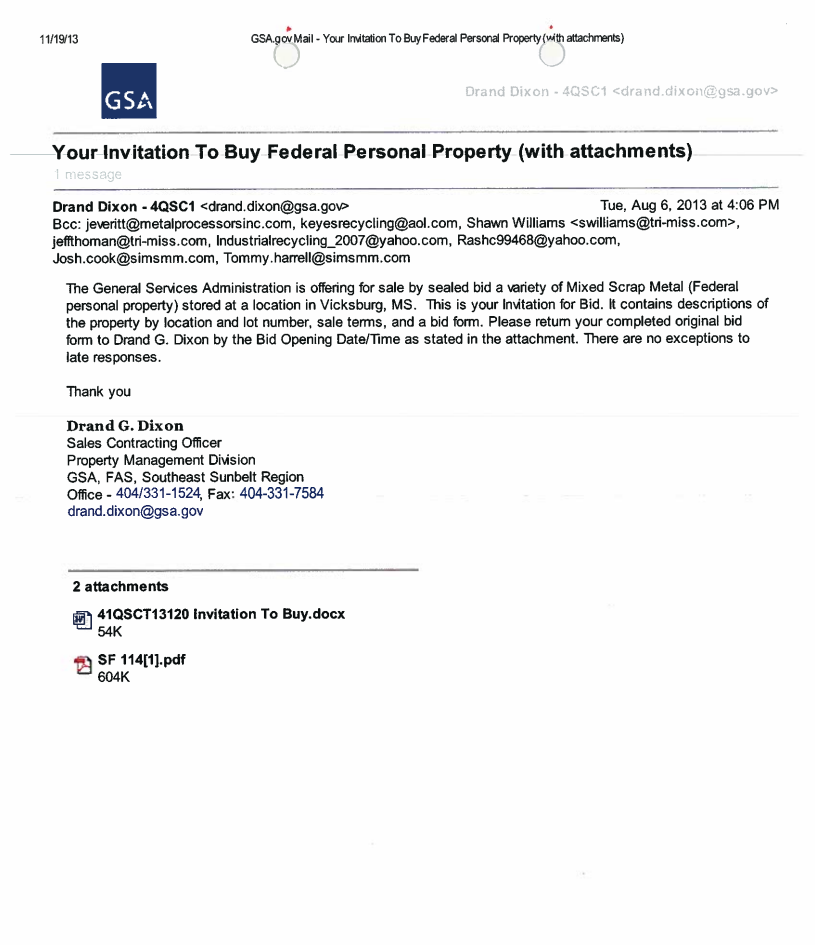 11/19/13 GSA.gov Mail - Your Invitation To Buy Federal Personal Property (with attachments)
GSA
Drand Dixon - 4QSC1 <drand.dixon@gsa.gov>
Your Invitation To Buy Federal Personal Property (with attachments)
1 message
Drand Dixon - 4QSC1 <drand.dixon@gsa.gov> Tue, Aug 6, 2013 at 4:06 PM
Bcc: jeveritt@metalprocessorsinc.com, keyesrecycling@aol.com, Shawn Williams <swilliams@tri-miss.com>,
jeffthoman@tri-miss.com, Industrialrecycling_2007@yahoo.com, Rashc99468@yahoo.com,
Josh.cook@simsmm.com, Tommy.harrell@simsmm.com
The General Services Administration is offering for sale by sealed bid a variety of Mixed Scrap Metal (Federal
personal property) stored at a location in Vicksburg, MS. This is your Invitation for Bid. It contains descriptions of
the property by location and lot number, sale terms, and a bid form. Please return your completed original bid
form to Drand G. Dixon by the Bid Opening Date/Time as stated in the attachment. There are no exceptions to
late responses.
Thank you
Drand G. Dixon
Sales Contracting Officer
Property Management Division
GSA, FAS, Southeast Sunbelt Region
Office - 404/331-1524, Fax: 404-331-7584
drand.dixon@gsa.gov
2 attachments
41QSCT13120 Invitation To Buy.docx
54K
SF 114[1].pdf
604K